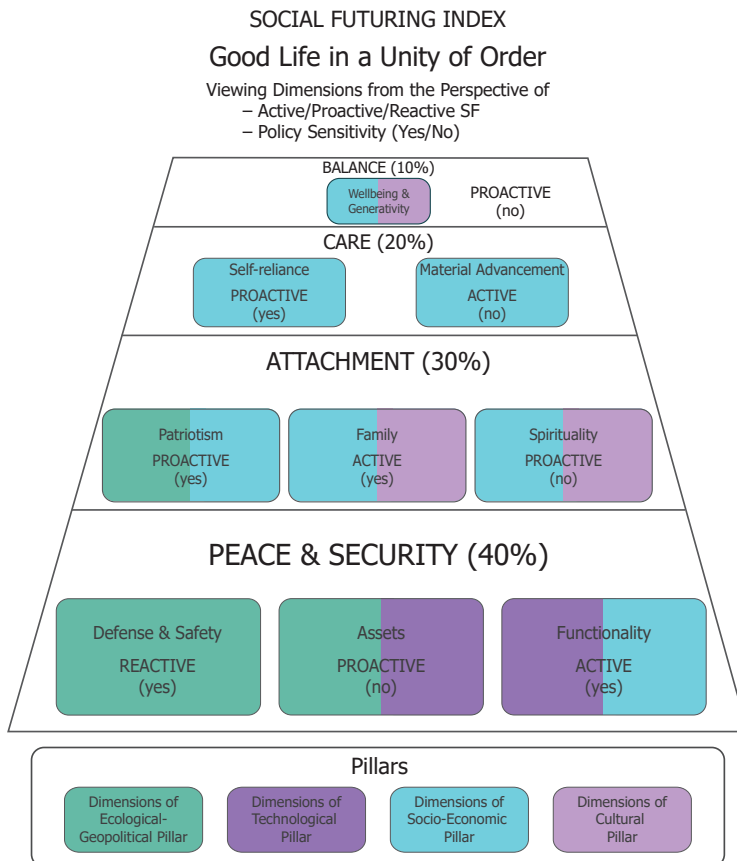 SOCIAL FUTURING INDEX
Good Life in a Unity of Order
Viewing Dimensions from the Perspective of
– Active/Proactive/Reactive SF
– Policy Sensitivity (Yes/No)
BALANCE (10%)
Wellbeing &
Generativity
PROACTIVE
(no)
CARE (20%)
Self-reliance
PROACTIVE
(yes)
Material Advancement
ACTIVE
(no)
ATTACHMENT (30%)
Patriotism
PROACTIVE
(yes)
Family
ACTIVE
(yes)
Spirituality
PROACTIVE
(no)
PEACE & SECURITY (40%)
Defense & Safety
REACTIVE
(yes)
Assets
PROACTIVE
(no)
Functionality
ACTIVE
(yes)
Pillars
Dimensions of
Ecological-
Geopolitical Pillar
Dimensions of
Technological
Pillar
Dimensions of
Socio-Economic
Pillar
Dimensions of
Cultural
Pillar